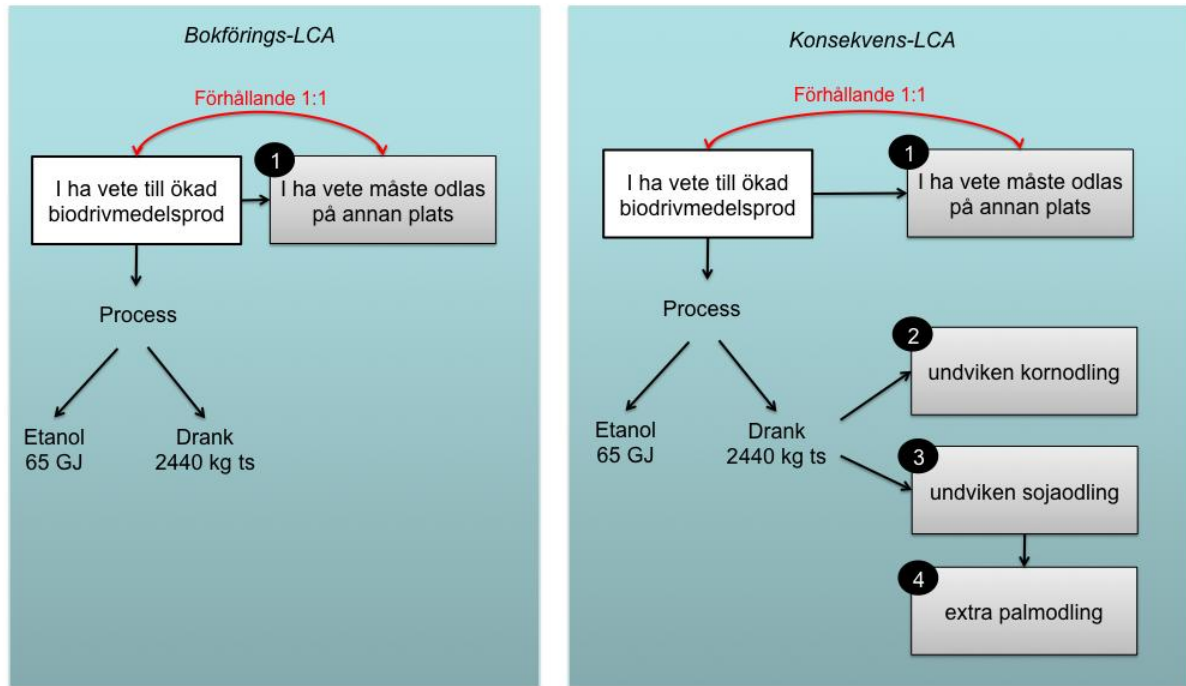 Bokförings-LCA
Förhållande 1:1
1
I ha vete till ökad
biodrivmedelsprod
I ha vete måste odlas
på annan plats
Process
Etanol
65 GJ
Drank
2440 kg ts
Konsekvens-LCA
Förhållande 1:1
1
I ha vete till ökad
biodrivmedelsprod
I ha vete måste odlas
på annan plats
Process
Etanol
65 GJ
Drank
2440 kg ts
2
undviken kornodling
3
undviken sojaodling
4
extra palmodling